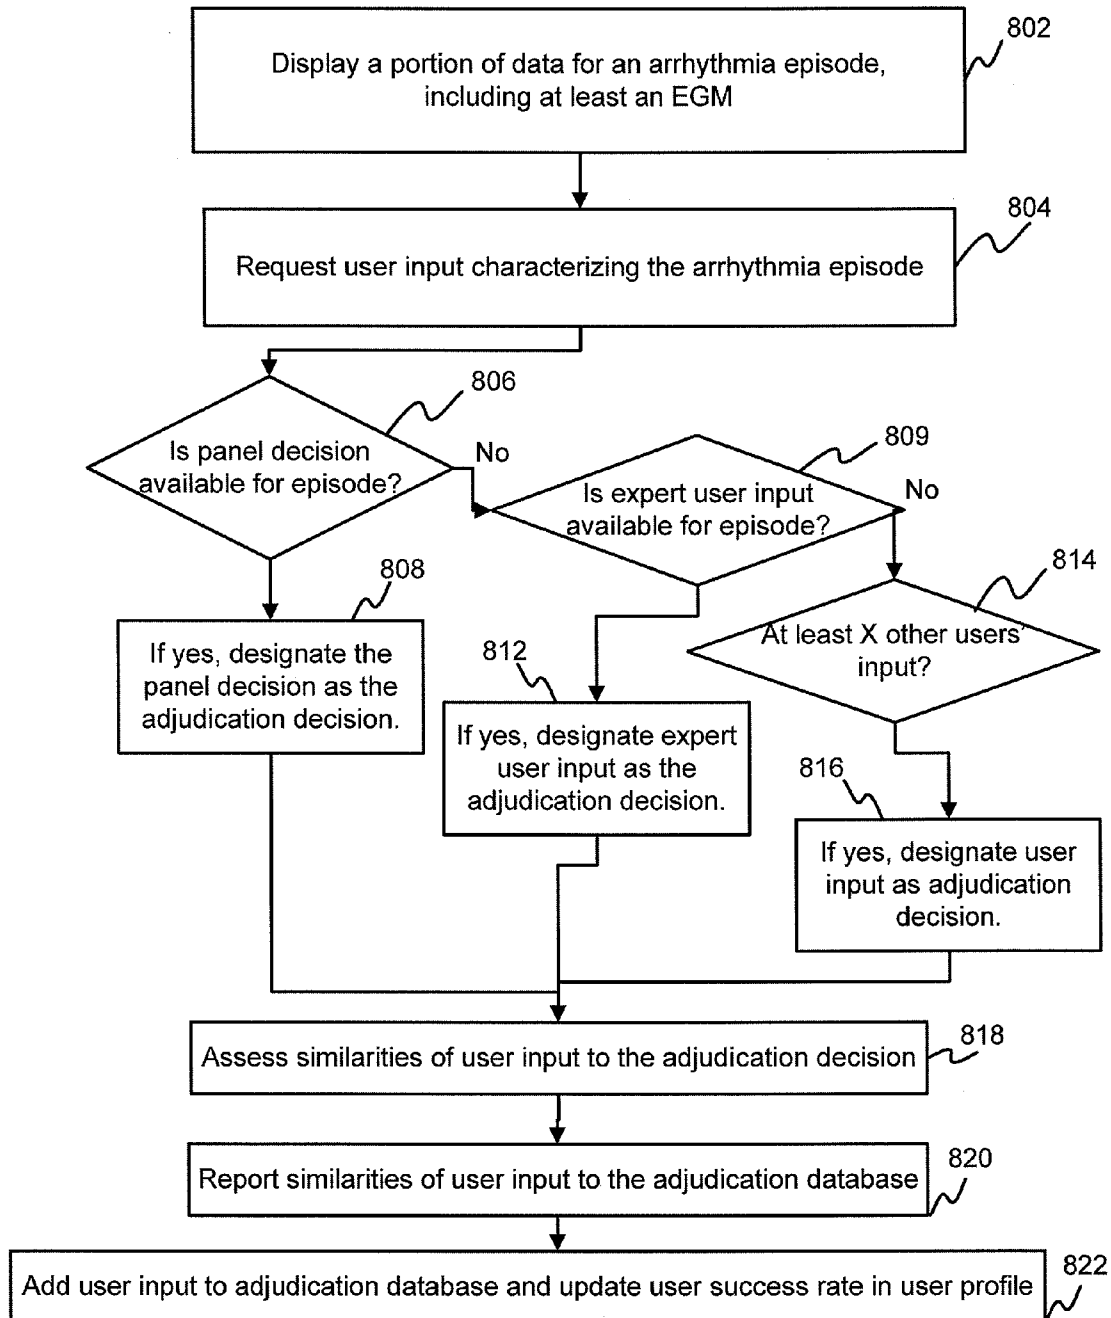 802
Display a portion of data for an arrhythmia episode,
including at least an EGM
804
Request user input characterizing the arrhythmia episode
806
Is panel decision
available for episode?
No
809
Is expert user input
available for episode?
No
808
If yes, designate the
panel decision as the
adjudication decision.
814
At least X other users'
input?
812
If yes, designate expert
user input as the
adjudication decision.
816
If yes, designate user
input as adjudication
decision.
Assess similarities of user input to the adjudication decision
818
Report similarities of user input to the adjudication database
820
Add user input to adjudication database and update user success rate in user profile
822